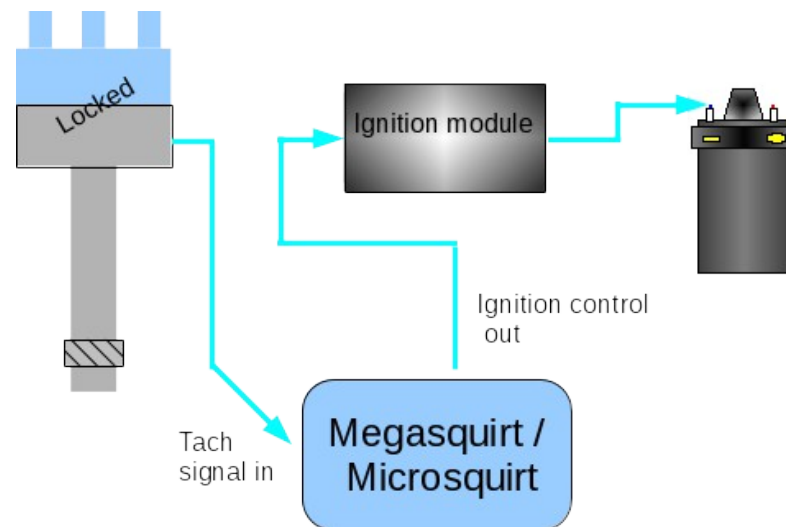 Locked
Ignition module
Ignition control
out
Tach
signal in
Megasquirt /
Microsquirt